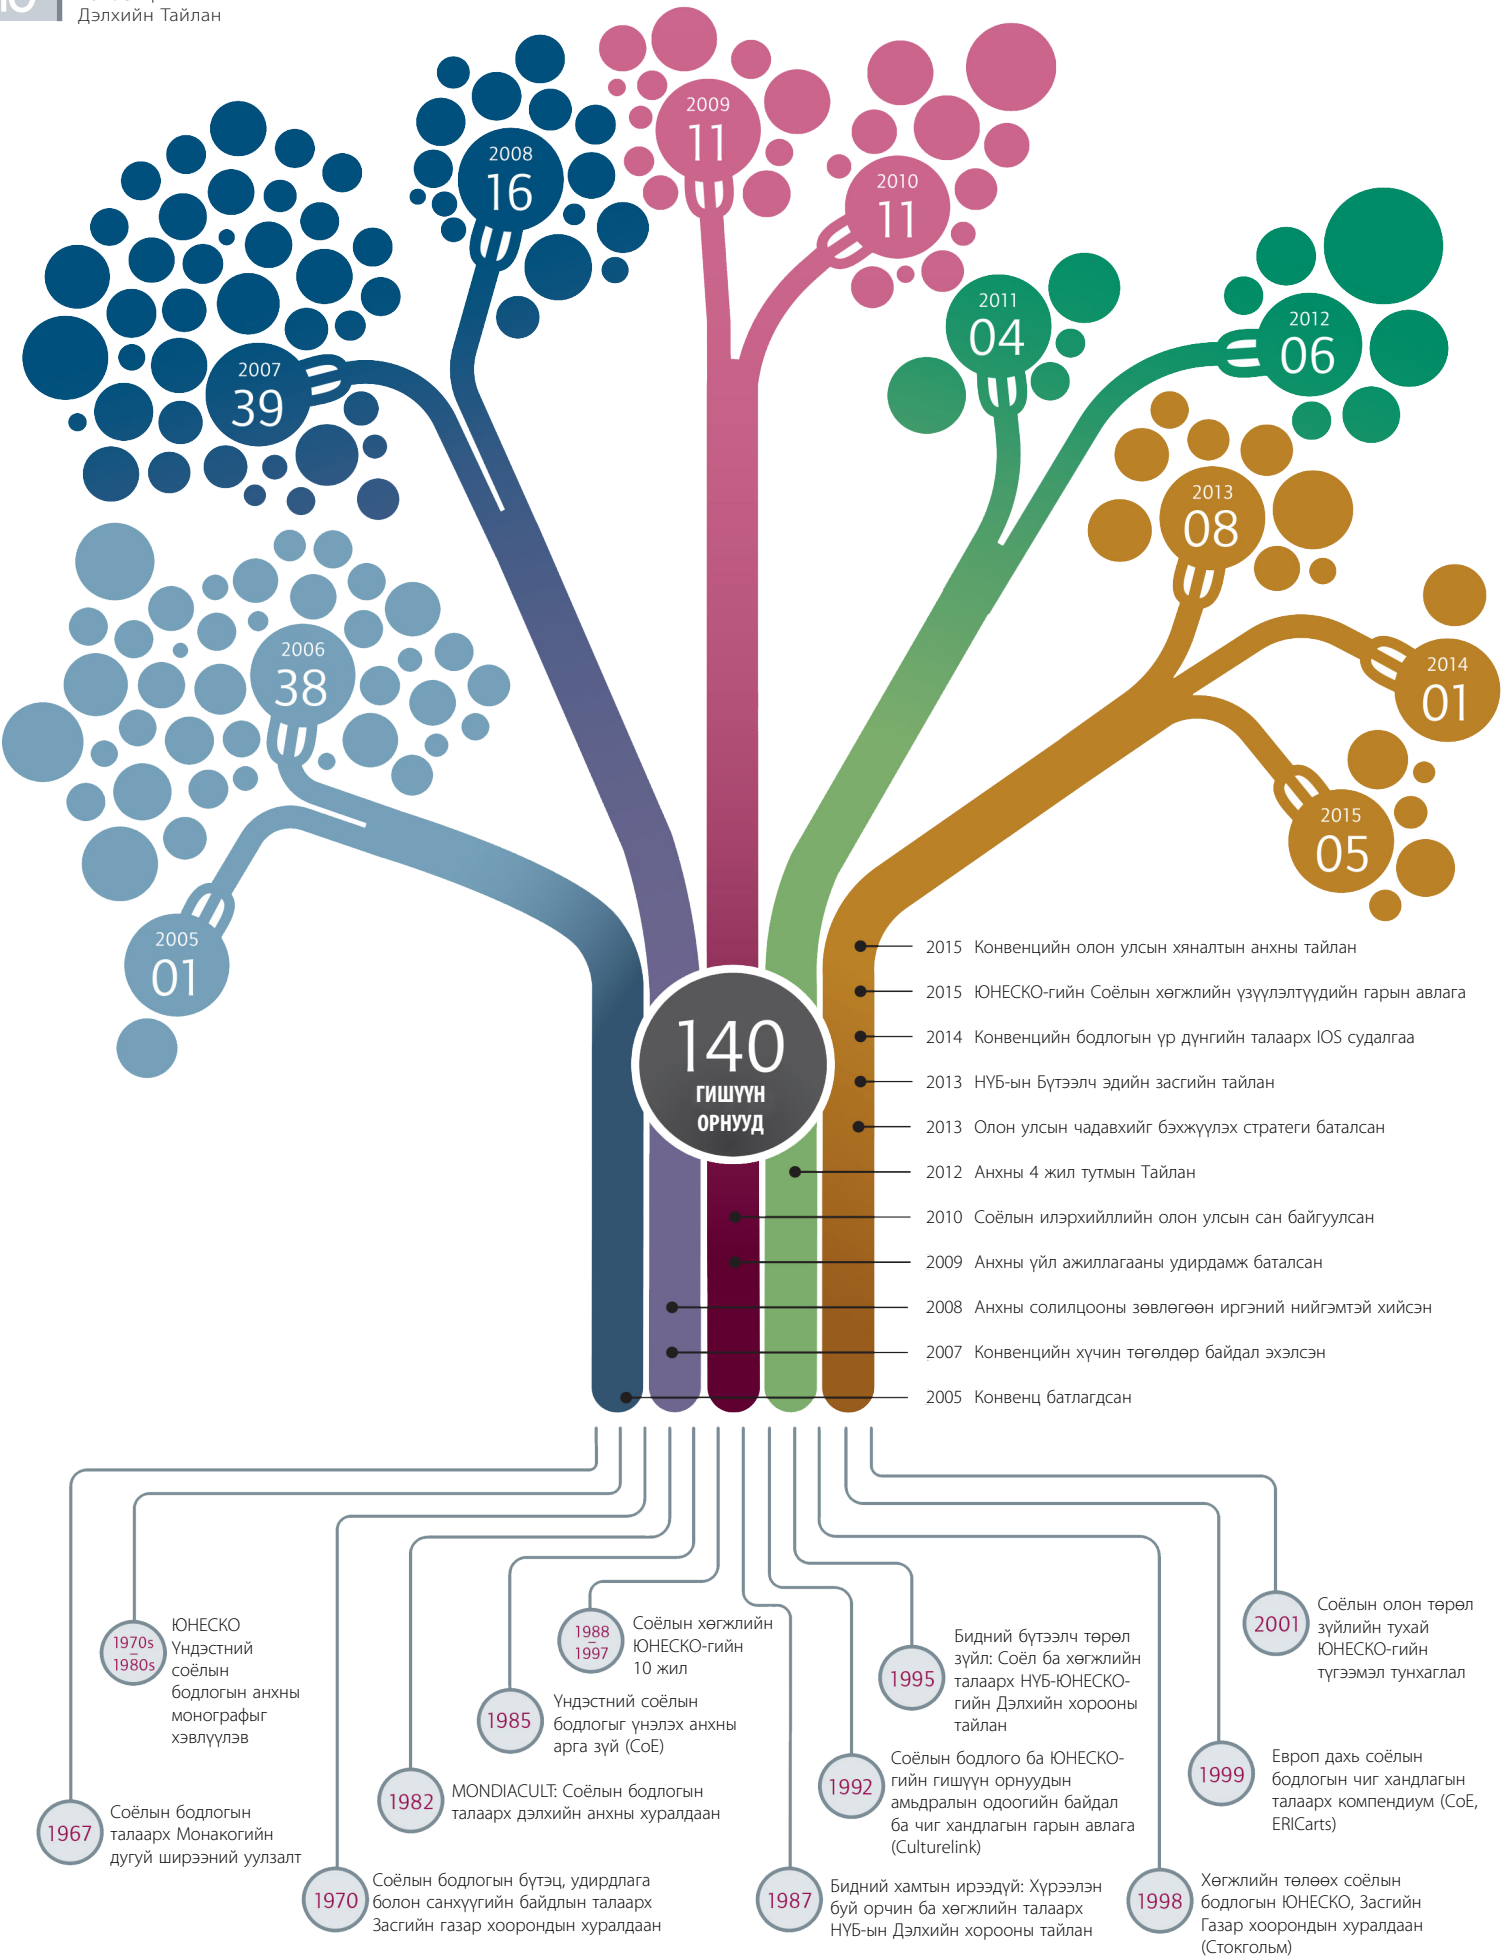 Дэлхийн Тайлан
2009
11
2008
16
2010
11
2011
04
2012
06
2007
39
2013
08
2006
38
2014
01
2015
05
2005
01
140
ГИШҮҮН
ОРНУУД
2015 Конвенцийн олон улсын хяналтын анхны тайлан
2015 ЮНЕСКО-гийн Соёлын хөгжлийн үзүүлэлтүүдийн гарын авлага
2014 Конвенцийн бодлогын үр дүнгийн талаарх IOS судалгаа
2013 НҮБ-ын Бүтээлч эдийн засгийн тайлан
2013 Олон улсын чадавхийг бэхжүүлэх стратеги баталсан
2012 Анхны 4 жил тутмын Тайлан
2010 Соёлын илэрхийллийн олон улсын сан байгуулсан
2009 Анхны үйл ажиллагааны удирдамж баталсан
2008 Анхны солилцооны зөвлөгөөн иргэний нийгэмтэй хийсэн
2007 Конвенцийн хүчин төгөлдөр байдал эхэлсэн
2005 Конвенц батлагдсан
1970s
–
1980s
ЮНЕСКО
Үндэстний
соёлын
бодлогын анхны
монографыг
хэвлүүлэв
1988
–
1997
Соёлын хөгжлийн
ЮНЕСКО-гийн
10 жил
1995
Бидний бүтээлч төрөл
зүйл: Соёл ба хөгжлийн
талаарх НҮБ-ЮНЕСКО-
гийн Дэлхийн хорооны
тайлан
2001
Соёлын олон төрөл
зүйлийн тухай
ЮНЕСКО-гийн
түгээмэл тунхаглал
1985
Үндэстний соёлын
бодлогыг үнэлэх анхны
арга зүй (CoE)
1982
MONDIACULT: Соёлын бодлогын
талаарх дэлхийн анхны хуралдаан
1992
Соёлын бодлого ба ЮНЕСКО-
гийн гишүүн орнуудын
амьдралын одоогийн байдал
ба чиг хандлагын гарын авлага
(Culturelink)
1999
Европ дахь соёлын
бодлогын чиг хандлагын
талаарх компендиум (CoE,
ERICarts)
1967
Соёлын бодлогын
талаарх Монакогийн
дугуй ширээний уулзалт
1970
Соёлын бодлогын бүтэц, удирдлага
болон санхүүгийн байдлын талаарх
Засгийн газар хоорондын хуралдаан
1987
Бидний хамтын ирээдүй: Хүрээлэн
буй орчин ба хөгжлийн талаарх
НҮБ-ын Дэлхийн хорооны тайлан
1998
Хөгжлийн төлөөх соёлын
бодлогын ЮНЕСКО, Засгийн
Газар хоорондын хуралдаан
(Стокгольм)